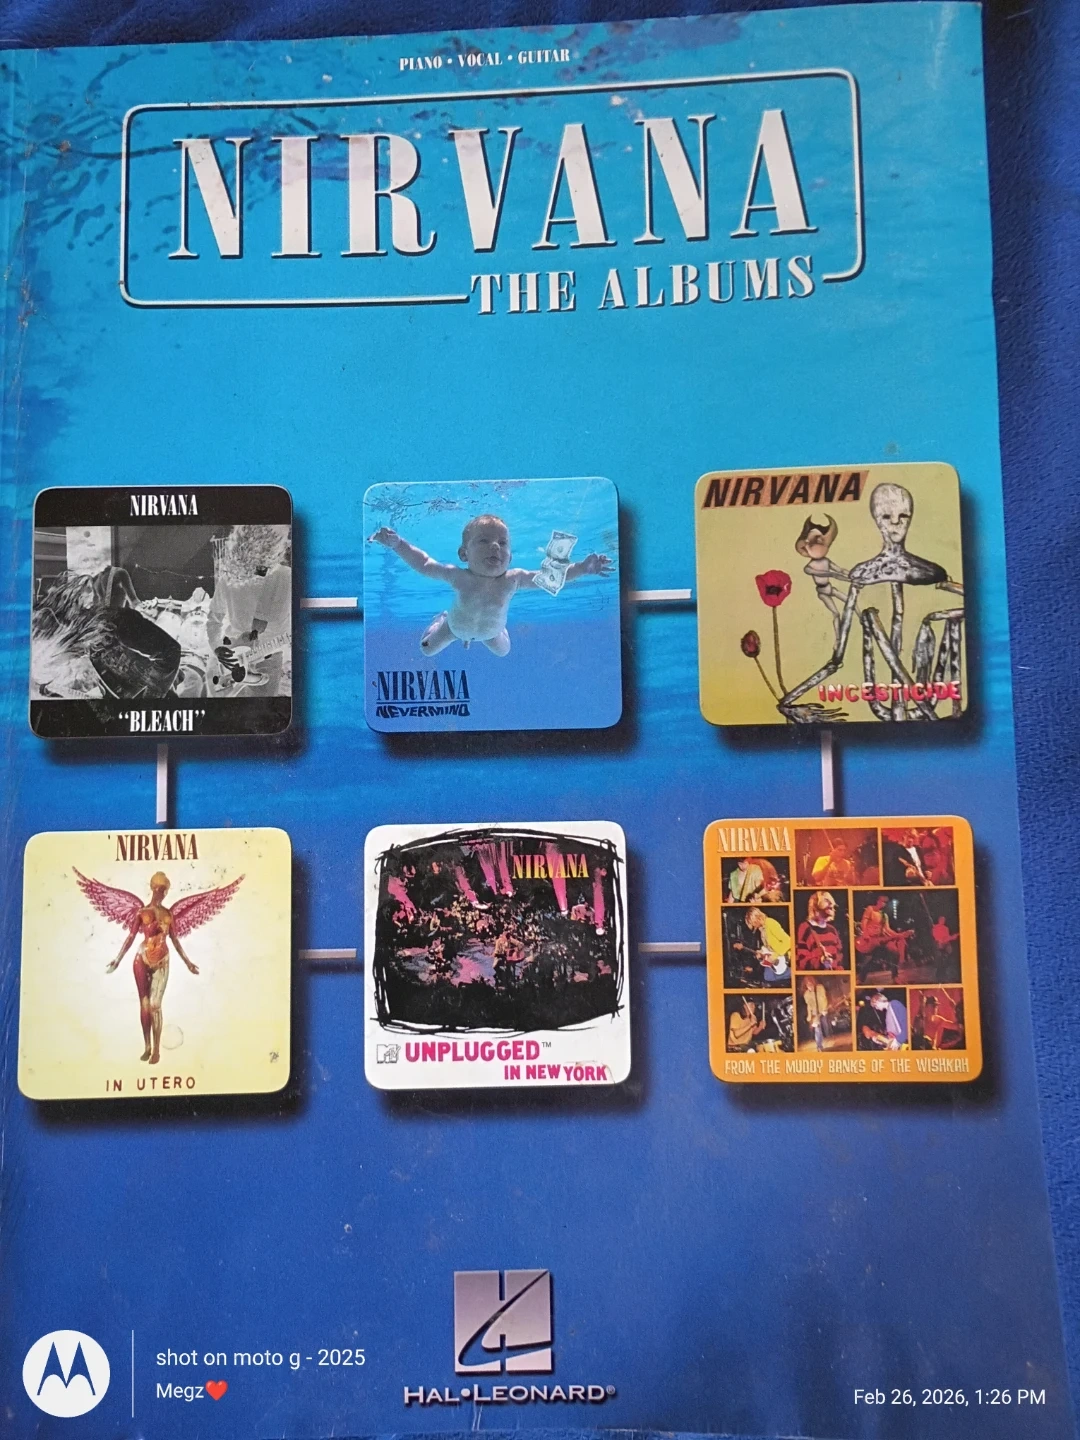 PIANO • VOCAL • GUITAR
NIRVANA
THE ALBUMS
NIRVANA
"BLEACH"
NIRVANA
NEVERMIND
NIRVANA
INCESTICIDE
NIRVANA
IN UTERO
NIRVANA
MTV UNPLUGGED™
IN NEW YORK
NIRVANA
FROM THE MUDDY BANKS OF THE WISHKAH
HAL•LEONARD®
shot on moto g - 2025
Megz❤️
Feb 26, 2026, 1:26 PM